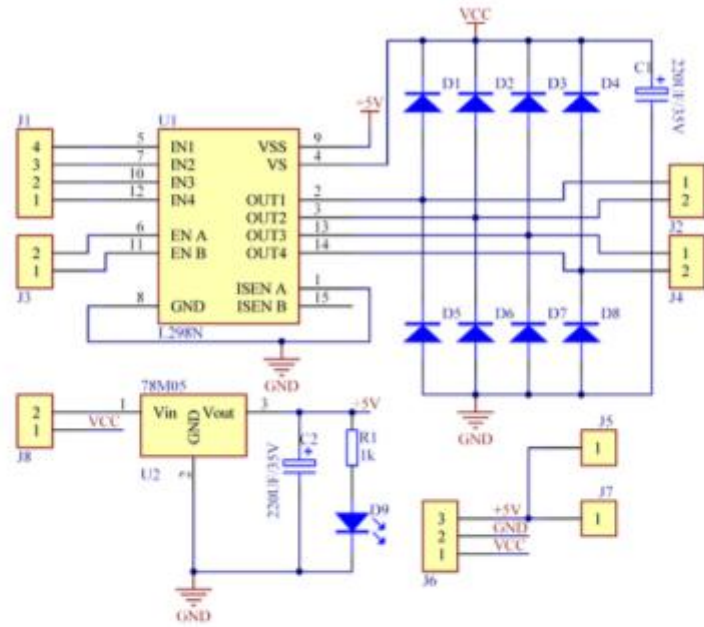 VCC
C1
+
220UF/35V
D1 D2 D3 D4
+5V
J1
U1
4 5 IN1 VSS 9
3 7 IN2 VS 4
2 10 IN3
1 12 IN4
OUT1 2
OUT2 3
OUT3 13
OUT4 14
2 6 EN A
1 11 EN B
J3
ISEN A 1
8 GND ISEN B 15
L298N
GND
1
2
J2
1
2
J4
D5 D6 D7 D8
GND
78M05
2 1 Vin Vout 3 +5V
1 VCC
GND
J8
U2
2
C2
+
220UF/35V
R1
1k
D9
GND
J5
1
J7
1
3 +5V
2 GND
1 VCC
J6